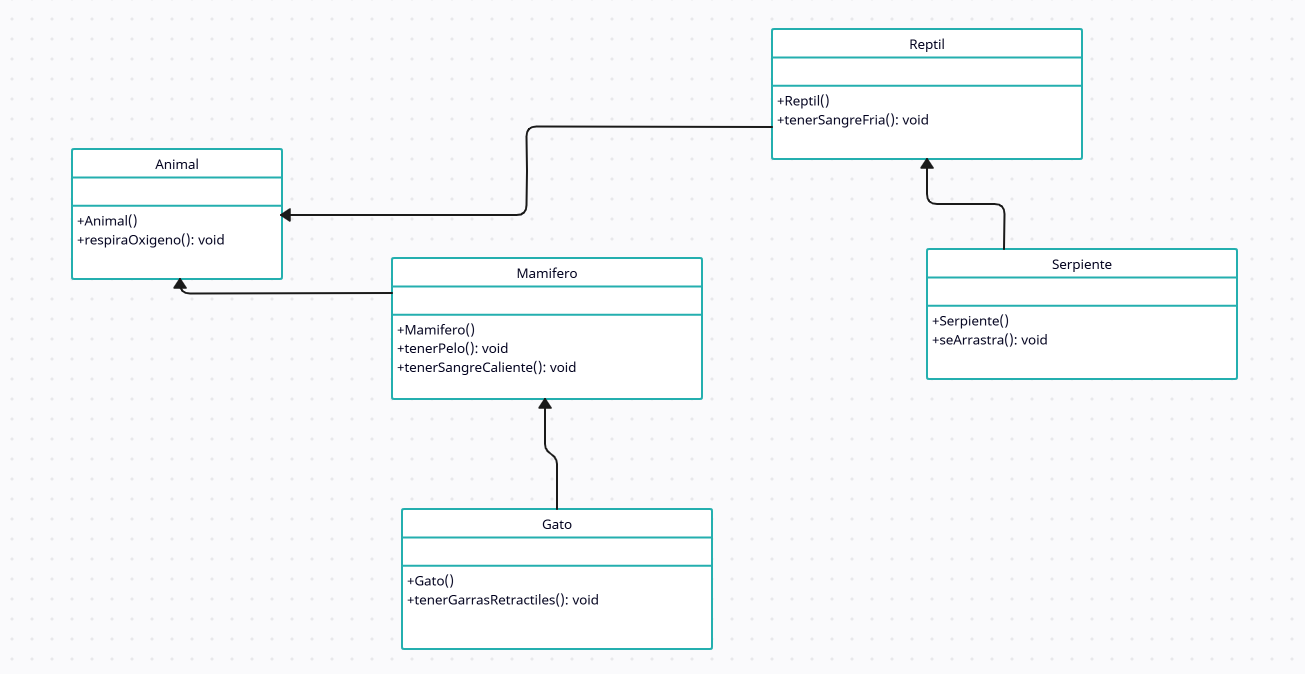 Reptil
+Reptil()
+tenerSangreFria(): void
Animal
+Animal()
+respiraOxigeno(): void
Mamifero
+Mamifero()
+tenerPelo(): void
+tenerSangreCaliente(): void
Serpiente
+Serpiente()
+seArrastra(): void
Gato
+Gato()
+tenerGarrasRetractiles(): void